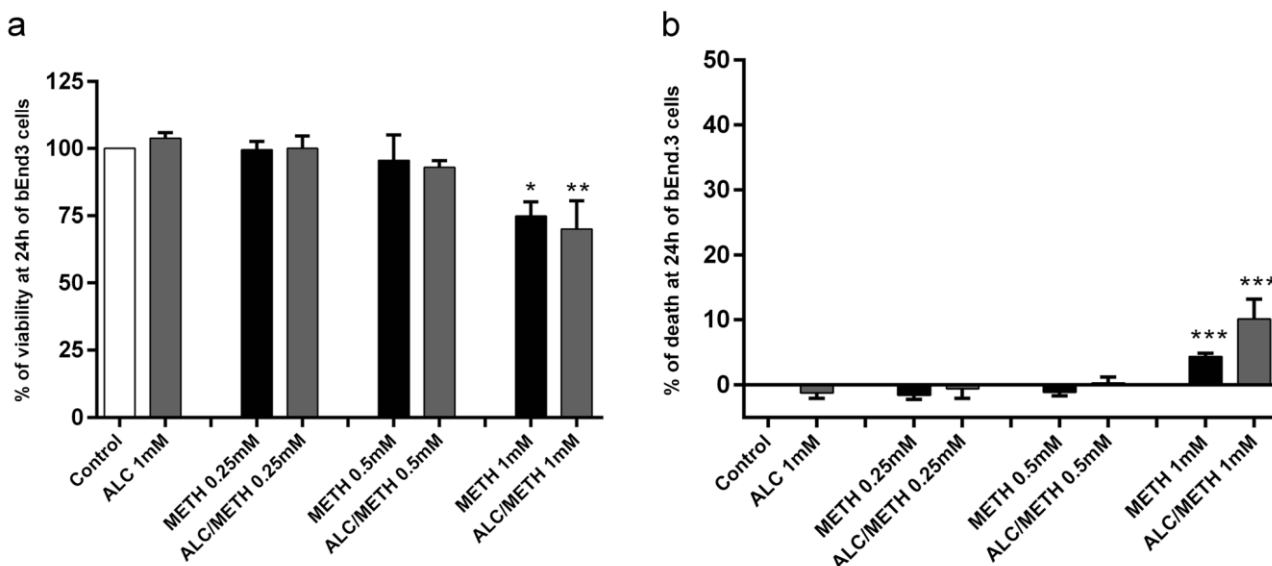 a
% of viability at 24h of bEnd3 cells
125
100
75
50
25
0
*
**
Control
ALC 1mM
METH 0.25mM
ALC/METH 0.25mM
METH 0.5mM
ALC/METH 0.5mM
METH 1mM
ALC/METH 1mM
b
% of death at 24h of bEnd.3 cells
50
40
30
20
10
0
***
***
Control
ALC 1mM
METH 0.25mM
ALC/METH 0.25mM
METH 0.5mM
ALC/METH 0.5mM
METH 1mM
ALC/METH 1mM